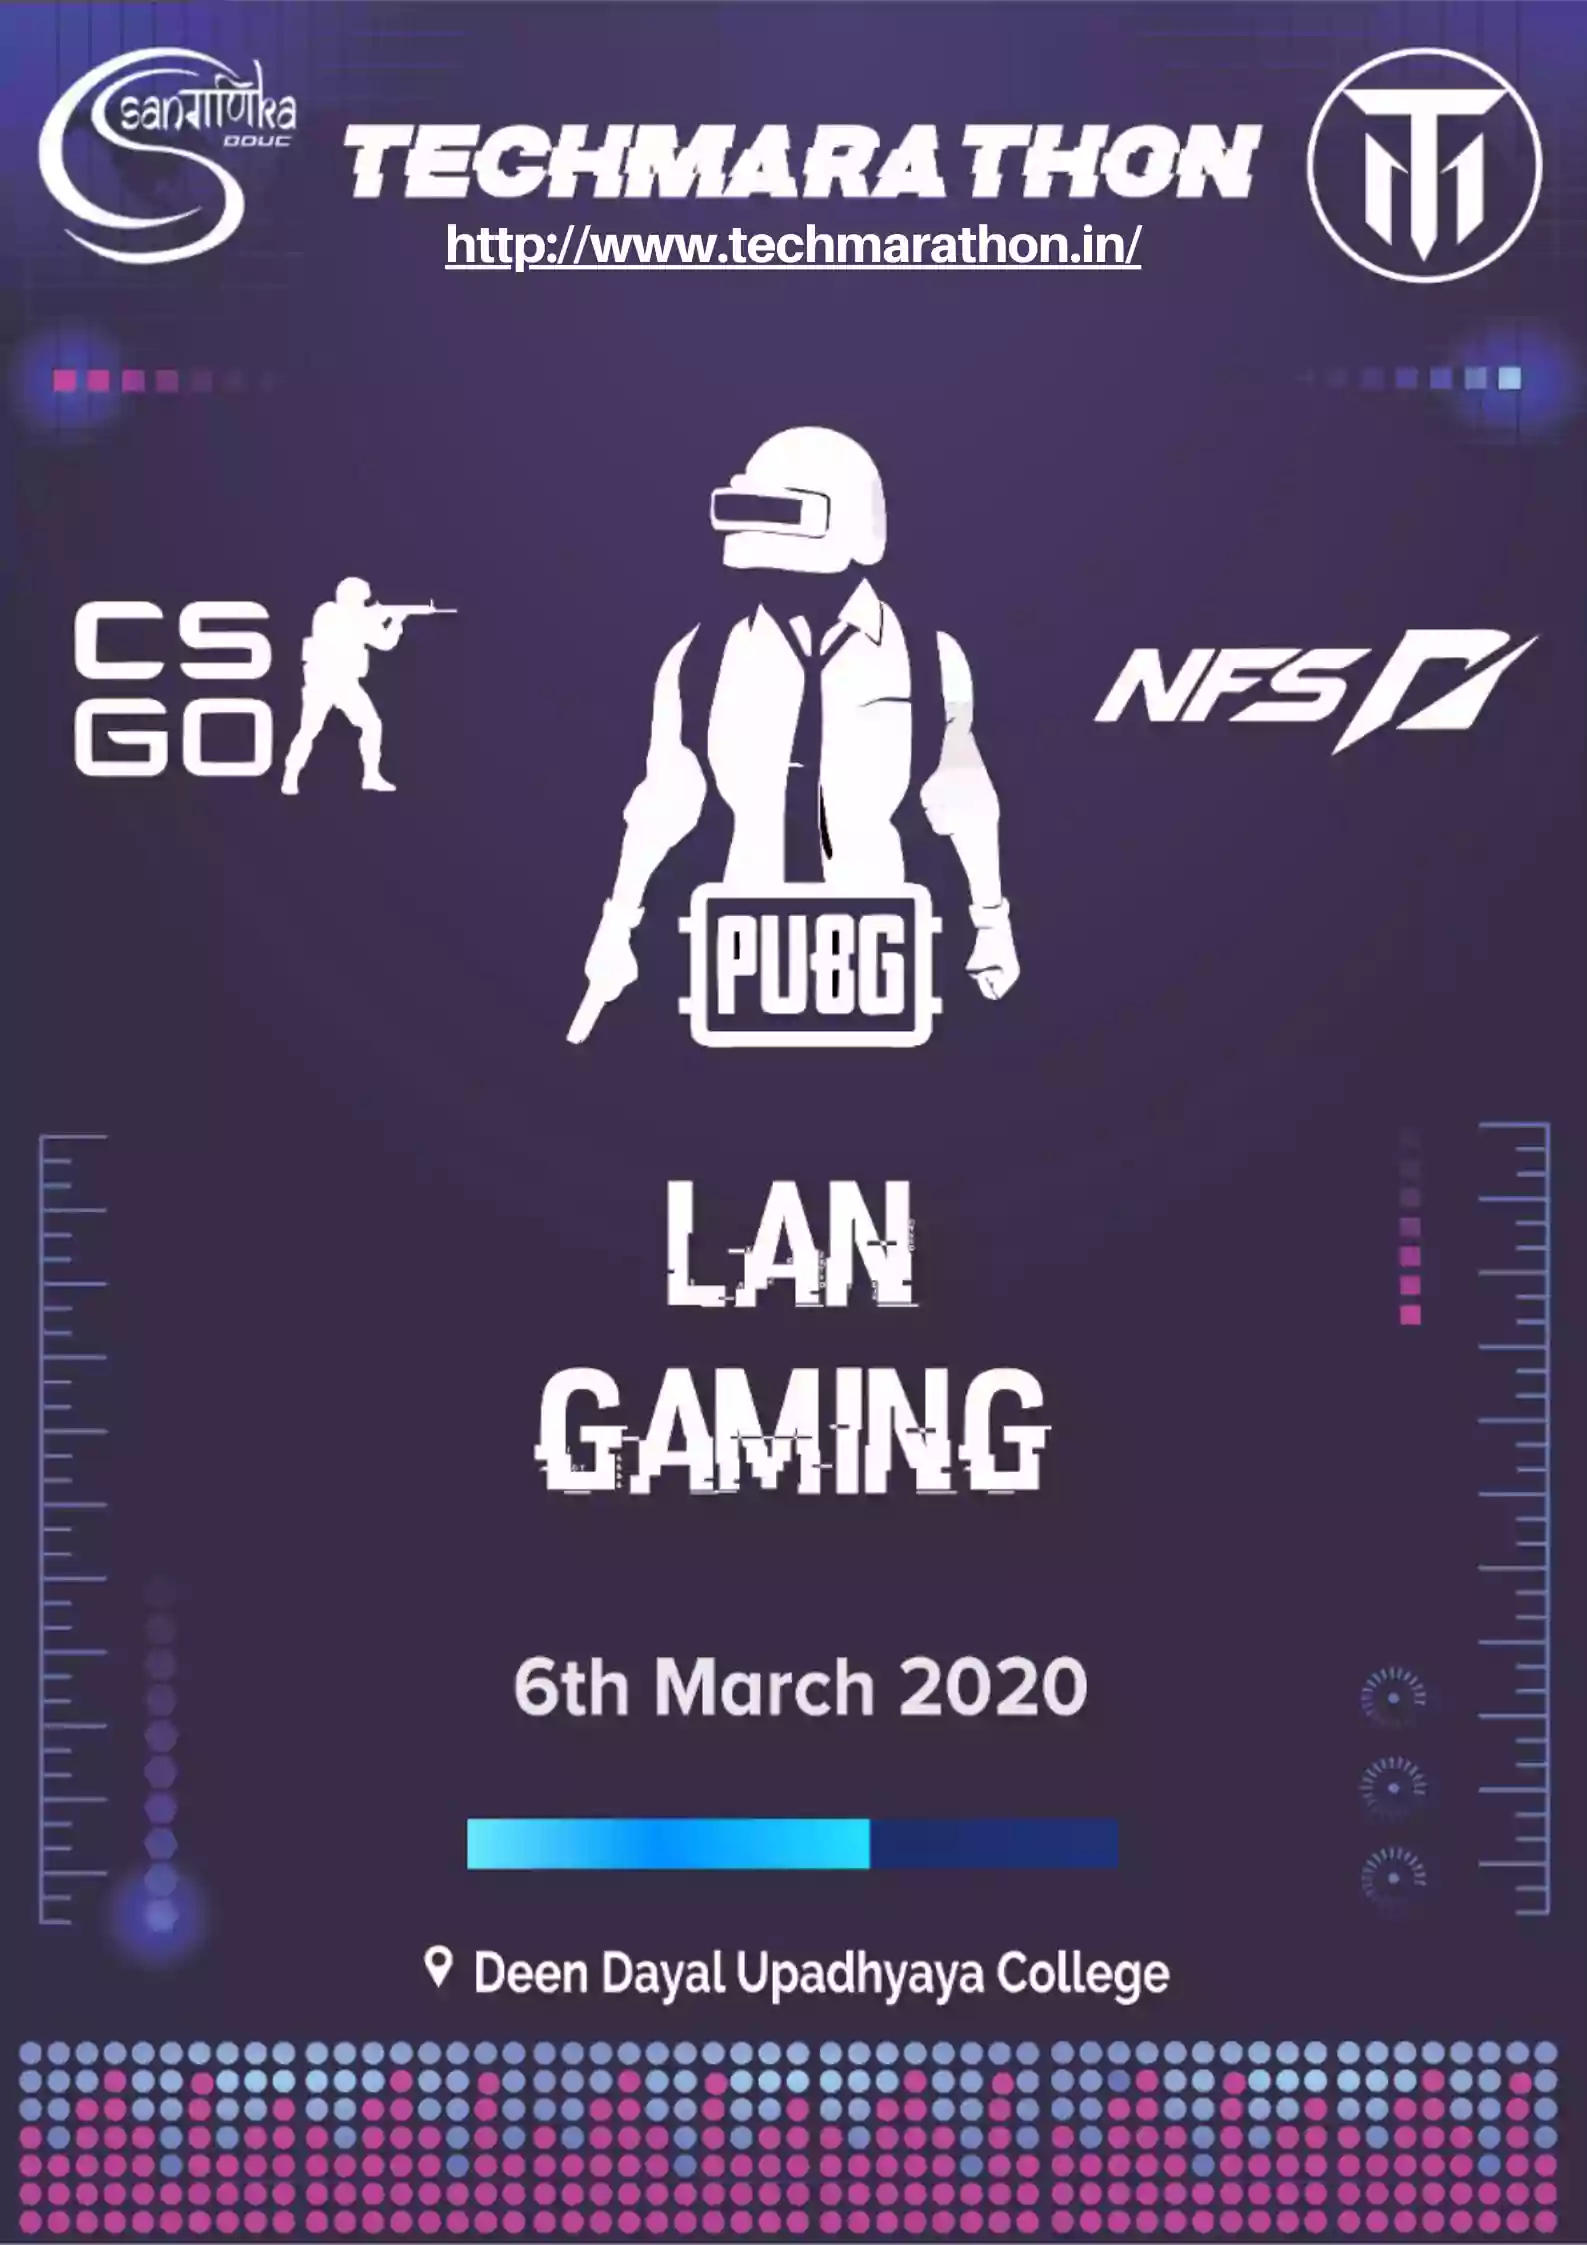 sanगणिka
DDUC
TECHMARATHON
http://www.techmarathon.in/
CS
GO
NFS
PUBG
LAN
GAMING
6th March 2020
Deen Dayal Upadhyaya College